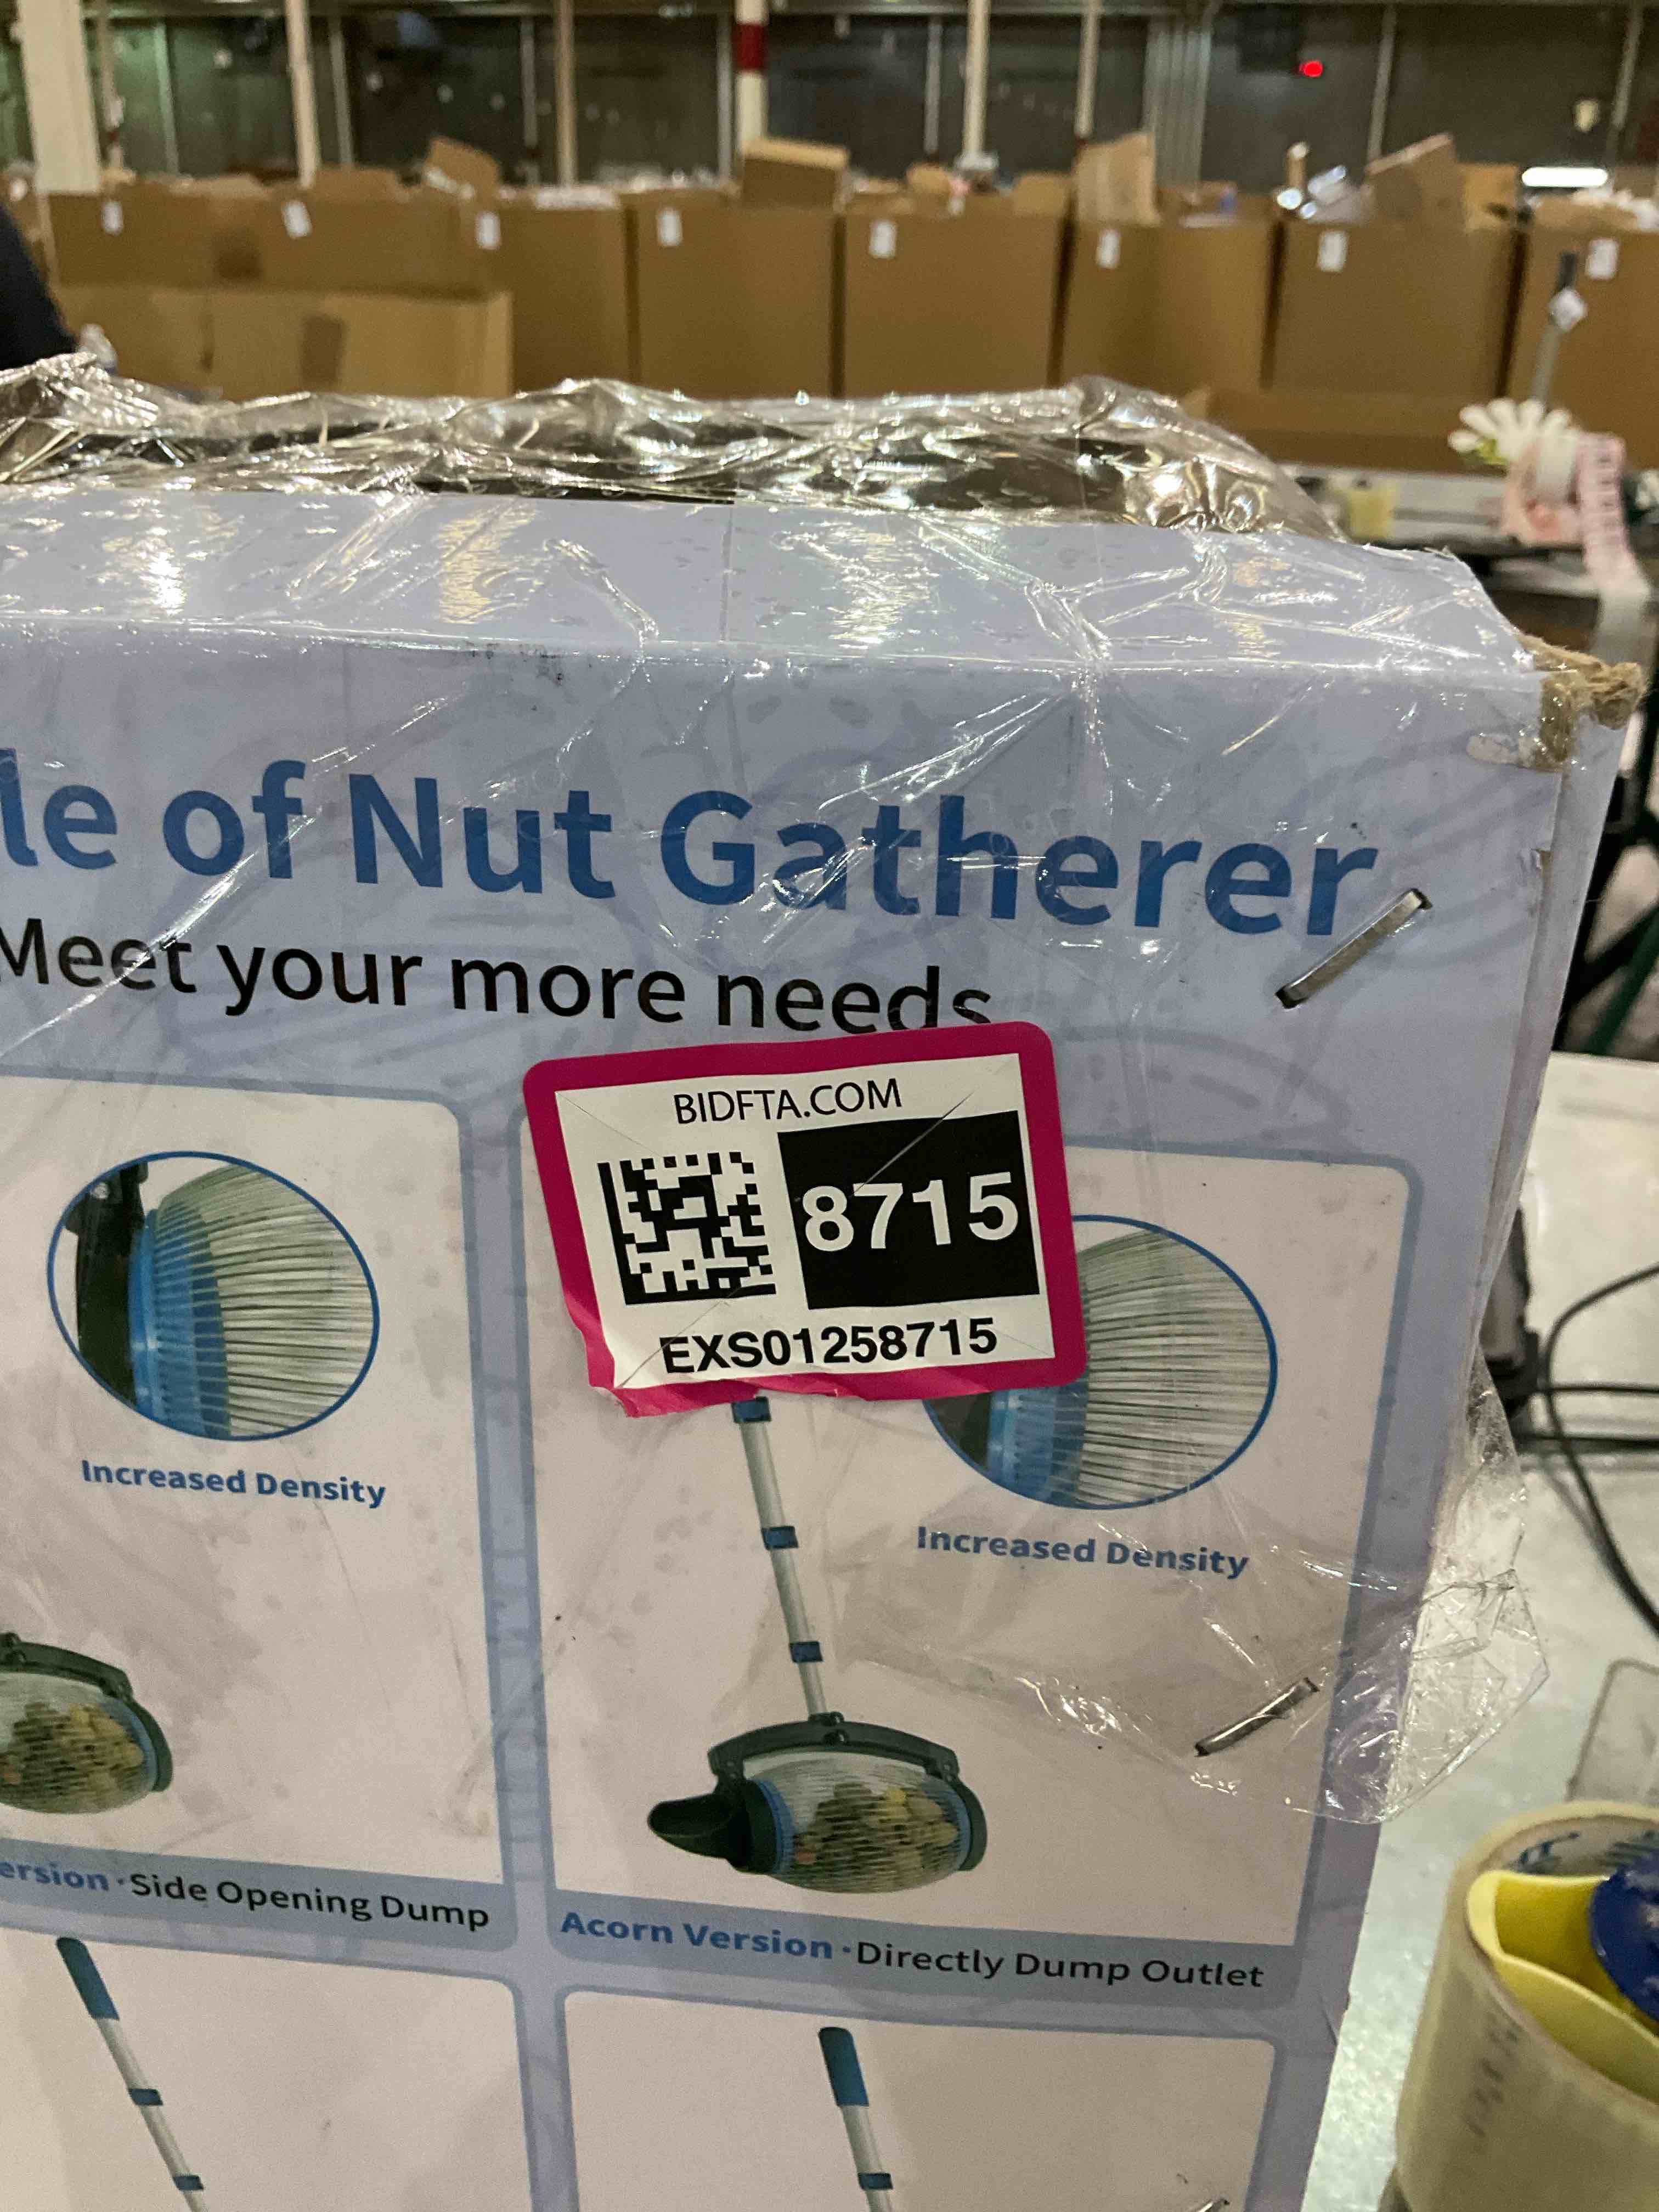 le of Nut Gatherer
Meet your more needs
BIDFTA.COM
8715
EXS01258715
Increased Density
Increased Density
ersion · Side Opening Dump
Acorn Version · Directly Dump Outlet